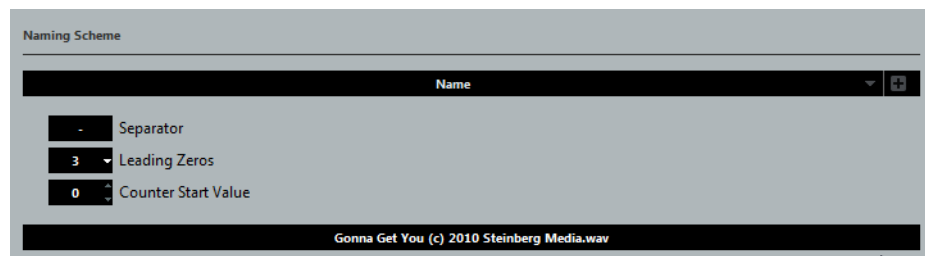 Naming Scheme
Name
- Separator
3 Leading Zeros
0 Counter Start Value
Gonna Get You (c) 2010 Steinberg Media.wav